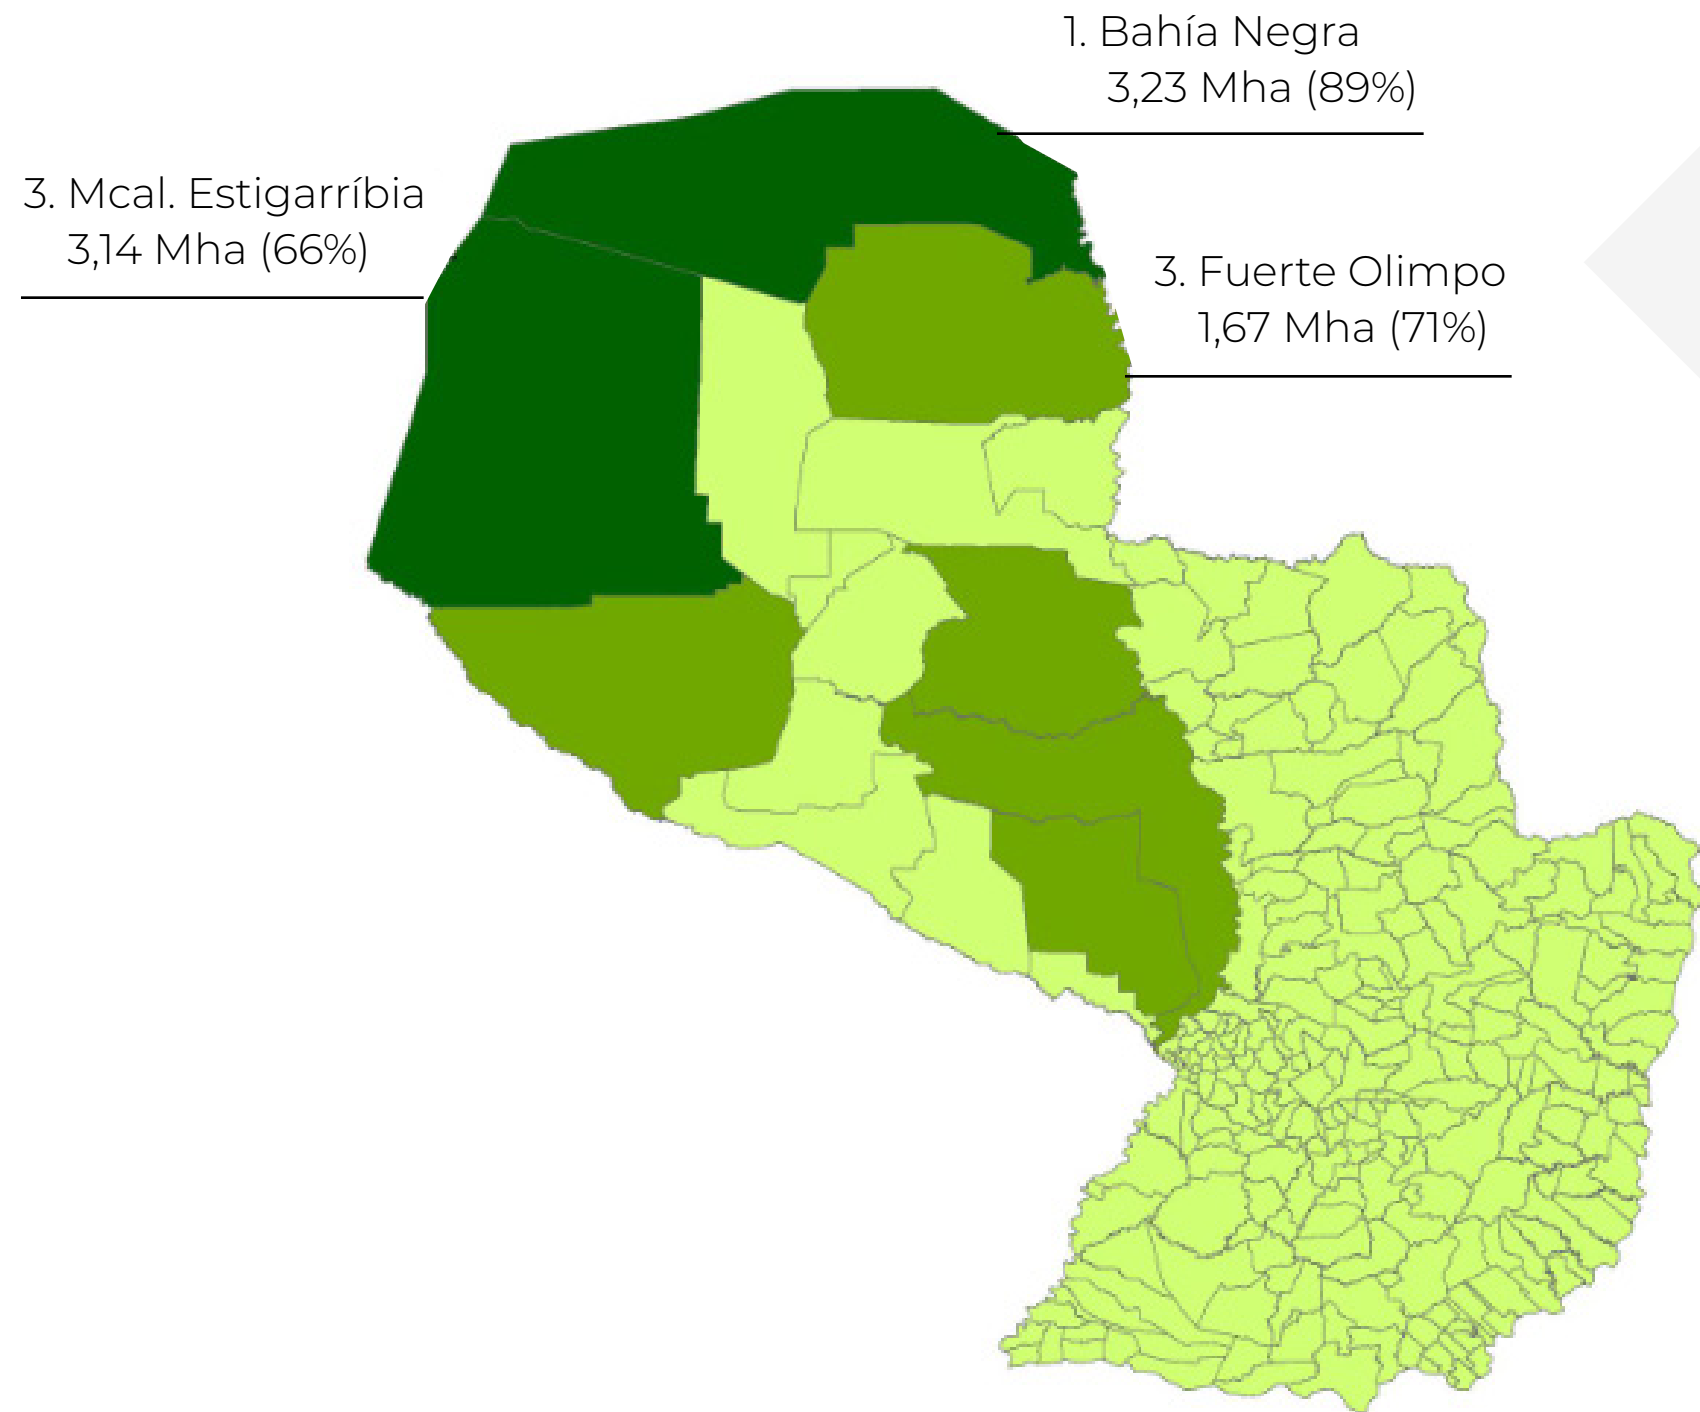 1. Bahía Negra
3,23 Mha (89%)
3. Mcal. Estigarríbia
3,14 Mha (66%)
3. Fuerte Olimpo
1,67 Mha (71%)